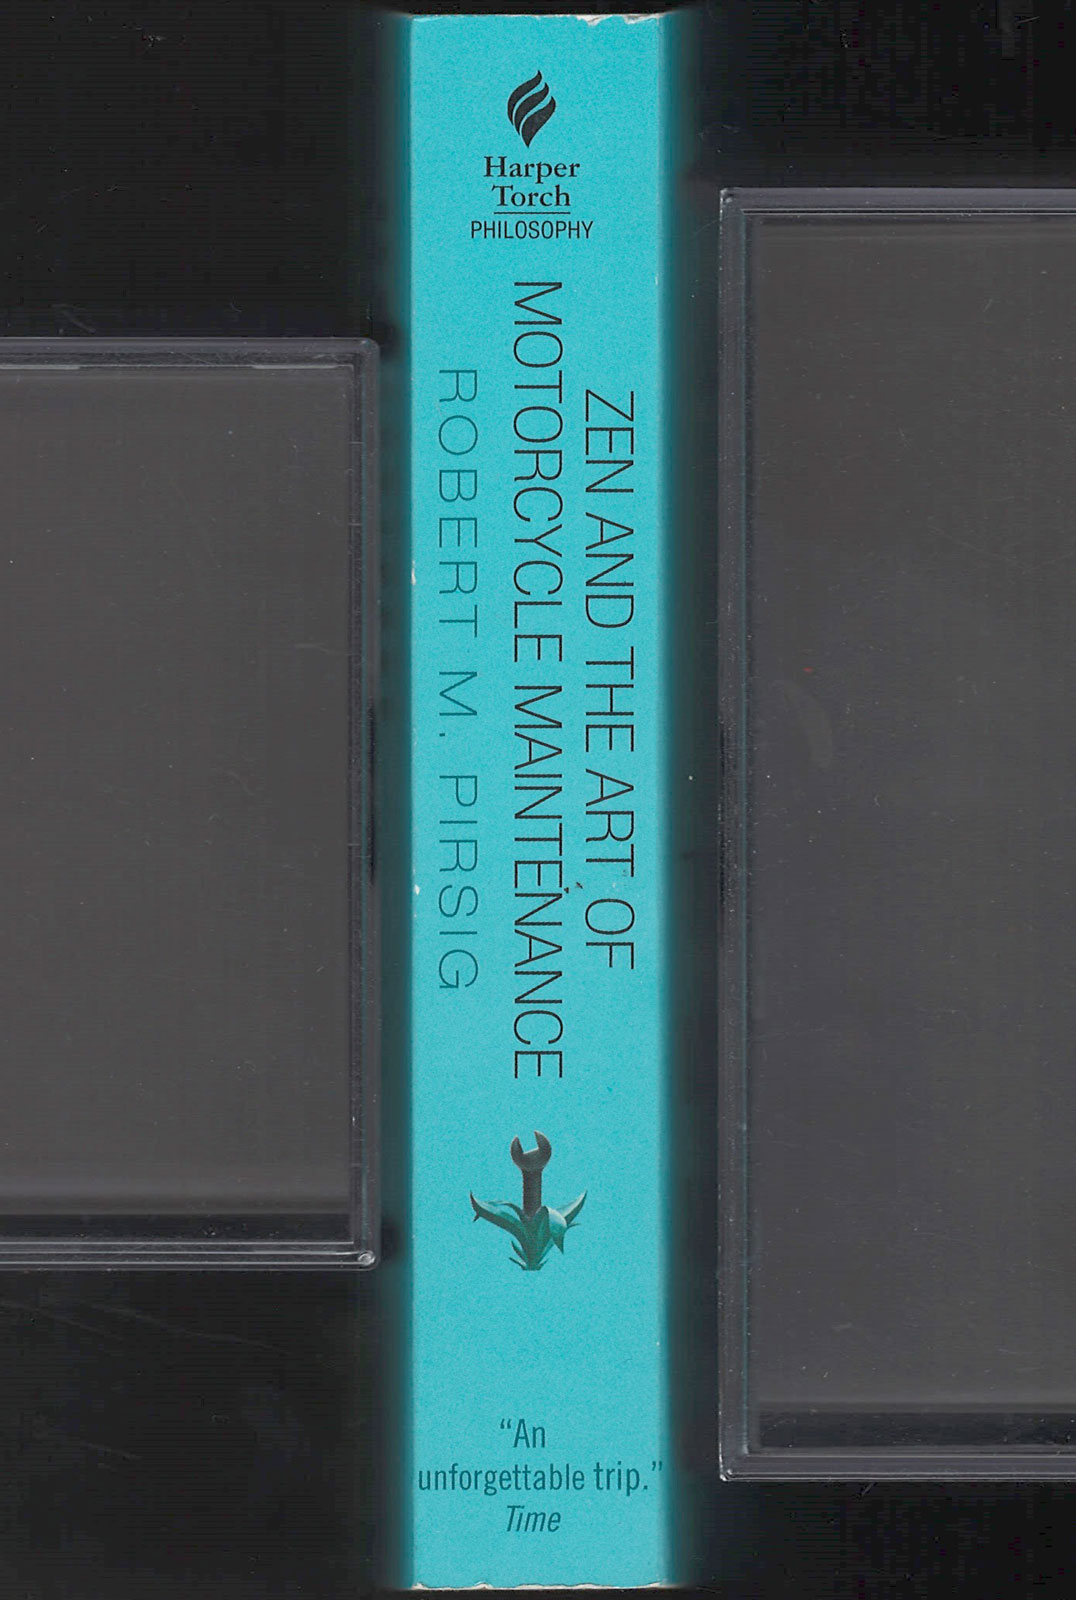 Harper
Torch
PHILOSOPHY
ZEN AND THE ART OF
MOTORCYCLE MAINTENANCE
ROBERT M. PIRSIG
“An
unforgettable trip.”
Time